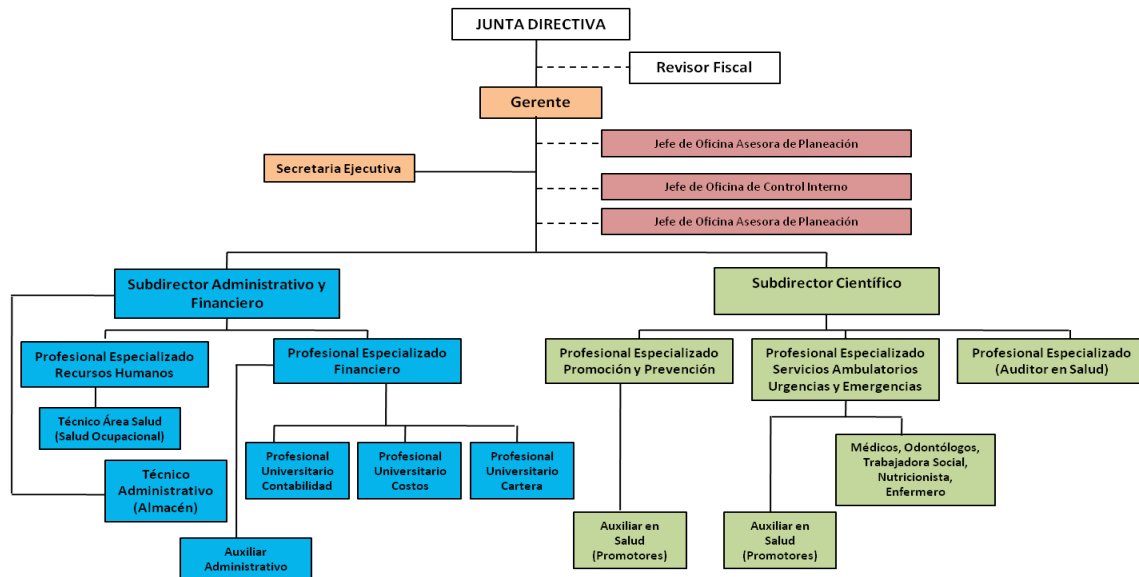 JUNTA DIRECTIVA
Revisor Fiscal
Gerente
Jefe de Oficina Asesora de Planeación
Secretaria Ejecutiva
Jefe de Oficina de Control Interno
Jefe de Oficina Asesora de Planeación
Subdirector Administrativo y
Financiero
Subdirector Científico
Profesional Especializado
Recursos Humanos
Profesional Especializado
Financiero
Profesional Especializado
Promoción y Prevención
Profesional Especializado
Servicios Ambulatorios
Urgencias y Emergencias
Profesional Especializado
(Auditor en Salud)
Técnico Área Salud
(Salud Ocupacional)
Profesional
Universitario
Contabilidad
Profesional
Universitario
Costos
Profesional
Universitario
Cartera
Médicos, Odontólogos,
Trabajadora Social,
Nutricionista,
Enfermero
Técnico
Administrativo
(Almacén)
Auxiliar en
Salud
(Promotores)
Auxiliar en
Salud
(Promotores)
Auxiliar
Administrativo